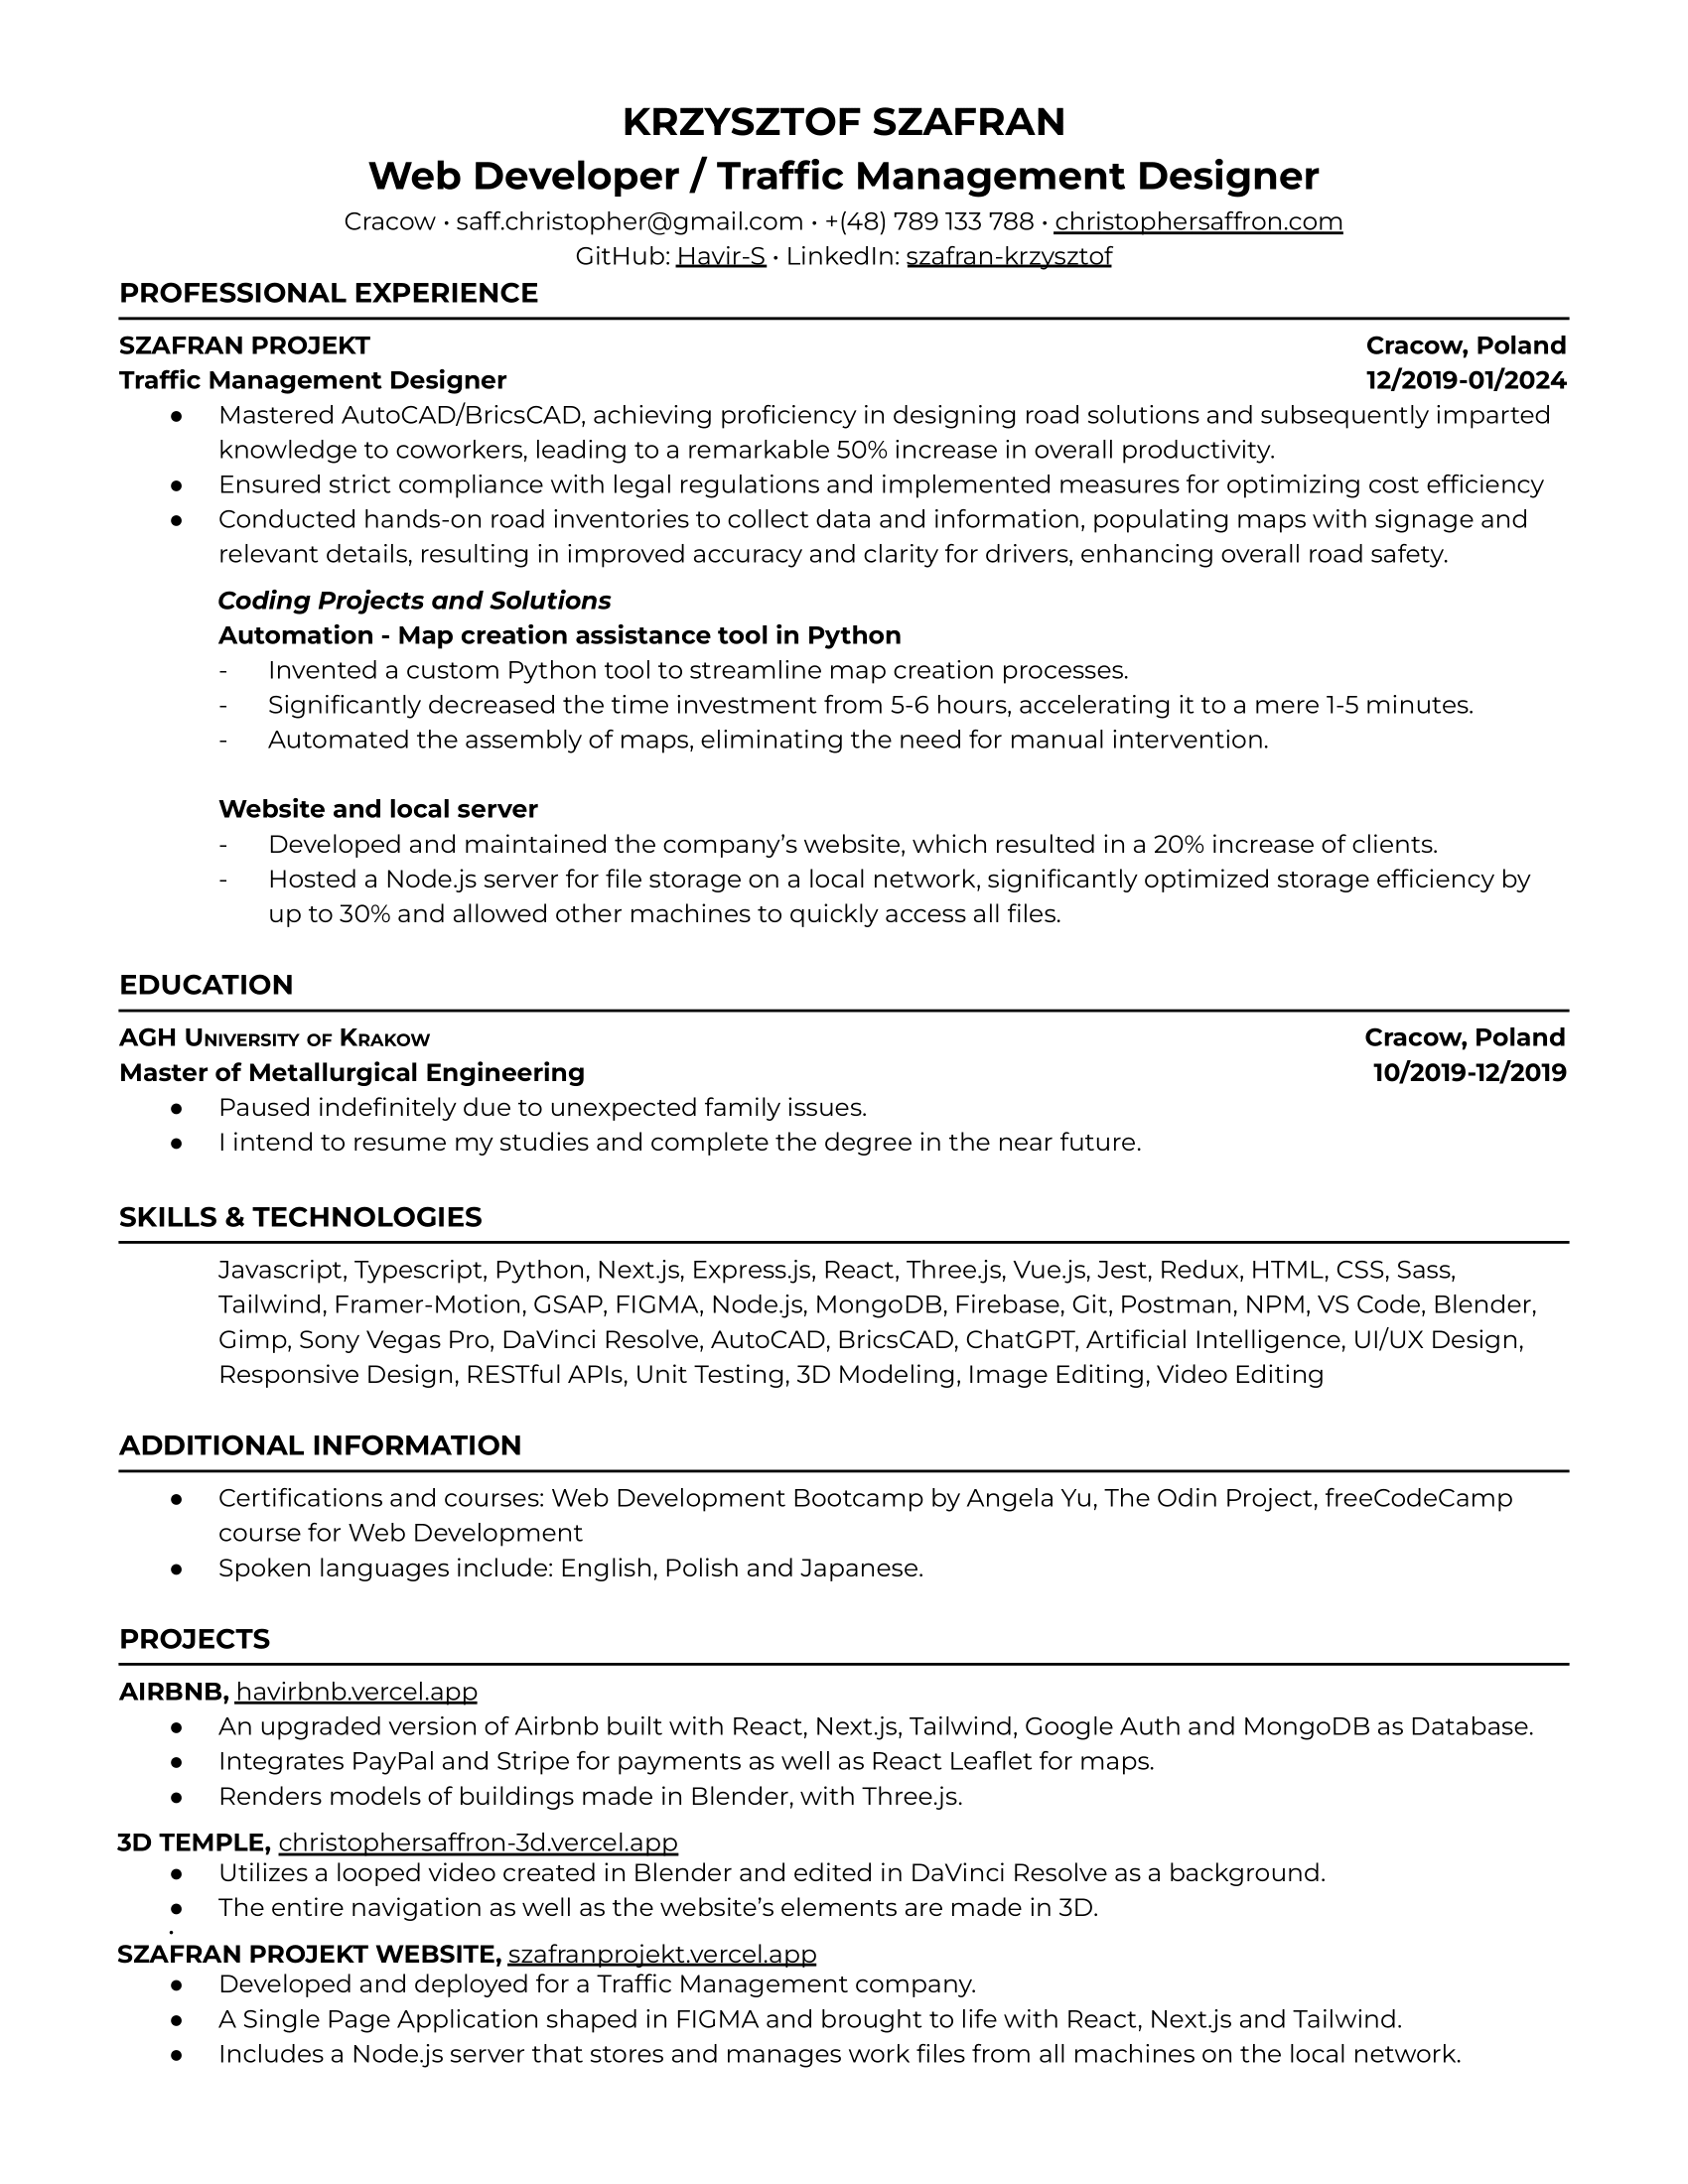 KRZYSZTOF SZAFRAN
Web Developer / Traffic Management Designer
Cracow • saff.christopher@gmail.com • +(48) 789 133 788 • christophersaffron.com
GitHub: Havir-S • LinkedIn: szafran-krzysztof
PROFESSIONAL EXPERIENCE
SZAFRAN PROJEKT Cracow, Poland
Traffic Management Designer 12/2019-01/2024
● Mastered AutoCAD/BricsCAD, achieving proficiency in designing road solutions and subsequently imparted
knowledge to coworkers, leading to a remarkable 50% increase in overall productivity.
● Ensured strict compliance with legal regulations and implemented measures for optimizing cost efficiency
● Conducted hands-on road inventories to collect data and information, populating maps with signage and
relevant details, resulting in improved accuracy and clarity for drivers, enhancing overall road safety.
Coding Projects and Solutions
Automation - Map creation assistance tool in Python
- Invented a custom Python tool to streamline map creation processes.
- Significantly decreased the time investment from 5-6 hours, accelerating it to a mere 1-5 minutes.
- Automated the assembly of maps, eliminating the need for manual intervention.
Website and local server
- Developed and maintained the company’s website, which resulted in a 20% increase of clients.
- Hosted a Node.js server for file storage on a local network, significantly optimized storage efficiency by
up to 30% and allowed other machines to quickly access all files.
EDUCATION
AGH University of Krakow Cracow, Poland
Master of Metallurgical Engineering 10/2019-12/2019
● Paused indefinitely due to unexpected family issues.
● I intend to resume my studies and complete the degree in the near future.
SKILLS & TECHNOLOGIES
Javascript, Typescript, Python, Next.js, Express.js, React, Three.js, Vue.js, Jest, Redux, HTML, CSS, Sass,
Tailwind, Framer-Motion, GSAP, FIGMA, Node.js, MongoDB, Firebase, Git, Postman, NPM, VS Code, Blender,
Gimp, Sony Vegas Pro, DaVinci Resolve, AutoCAD, BricsCAD, ChatGPT, Artificial Intelligence, UI/UX Design,
Responsive Design, RESTful APIs, Unit Testing, 3D Modeling, Image Editing, Video Editing
ADDITIONAL INFORMATION
● Certifications and courses: Web Development Bootcamp by Angela Yu, The Odin Project, freeCodeCamp
course for Web Development
● Spoken languages include: English, Polish and Japanese.
PROJECTS
AIRBNB, havirbnb.vercel.app
● An upgraded version of Airbnb built with React, Next.js, Tailwind, Google Auth and MongoDB as Database.
● Integrates PayPal and Stripe for payments as well as React Leaflet for maps.
● Renders models of buildings made in Blender, with Three.js.
3D TEMPLE, christophersaffron-3d.vercel.app
● Utilizes a looped video created in Blender and edited in DaVinci Resolve as a background.
● The entire navigation as well as the website’s elements are made in 3D.
•
SZAFRAN PROJEKT WEBSITE, szafranprojekt.vercel.app
● Developed and deployed for a Traffic Management company.
● A Single Page Application shaped in FIGMA and brought to life with React, Next.js and Tailwind.
● Includes a Node.js server that stores and manages work files from all machines on the local network.